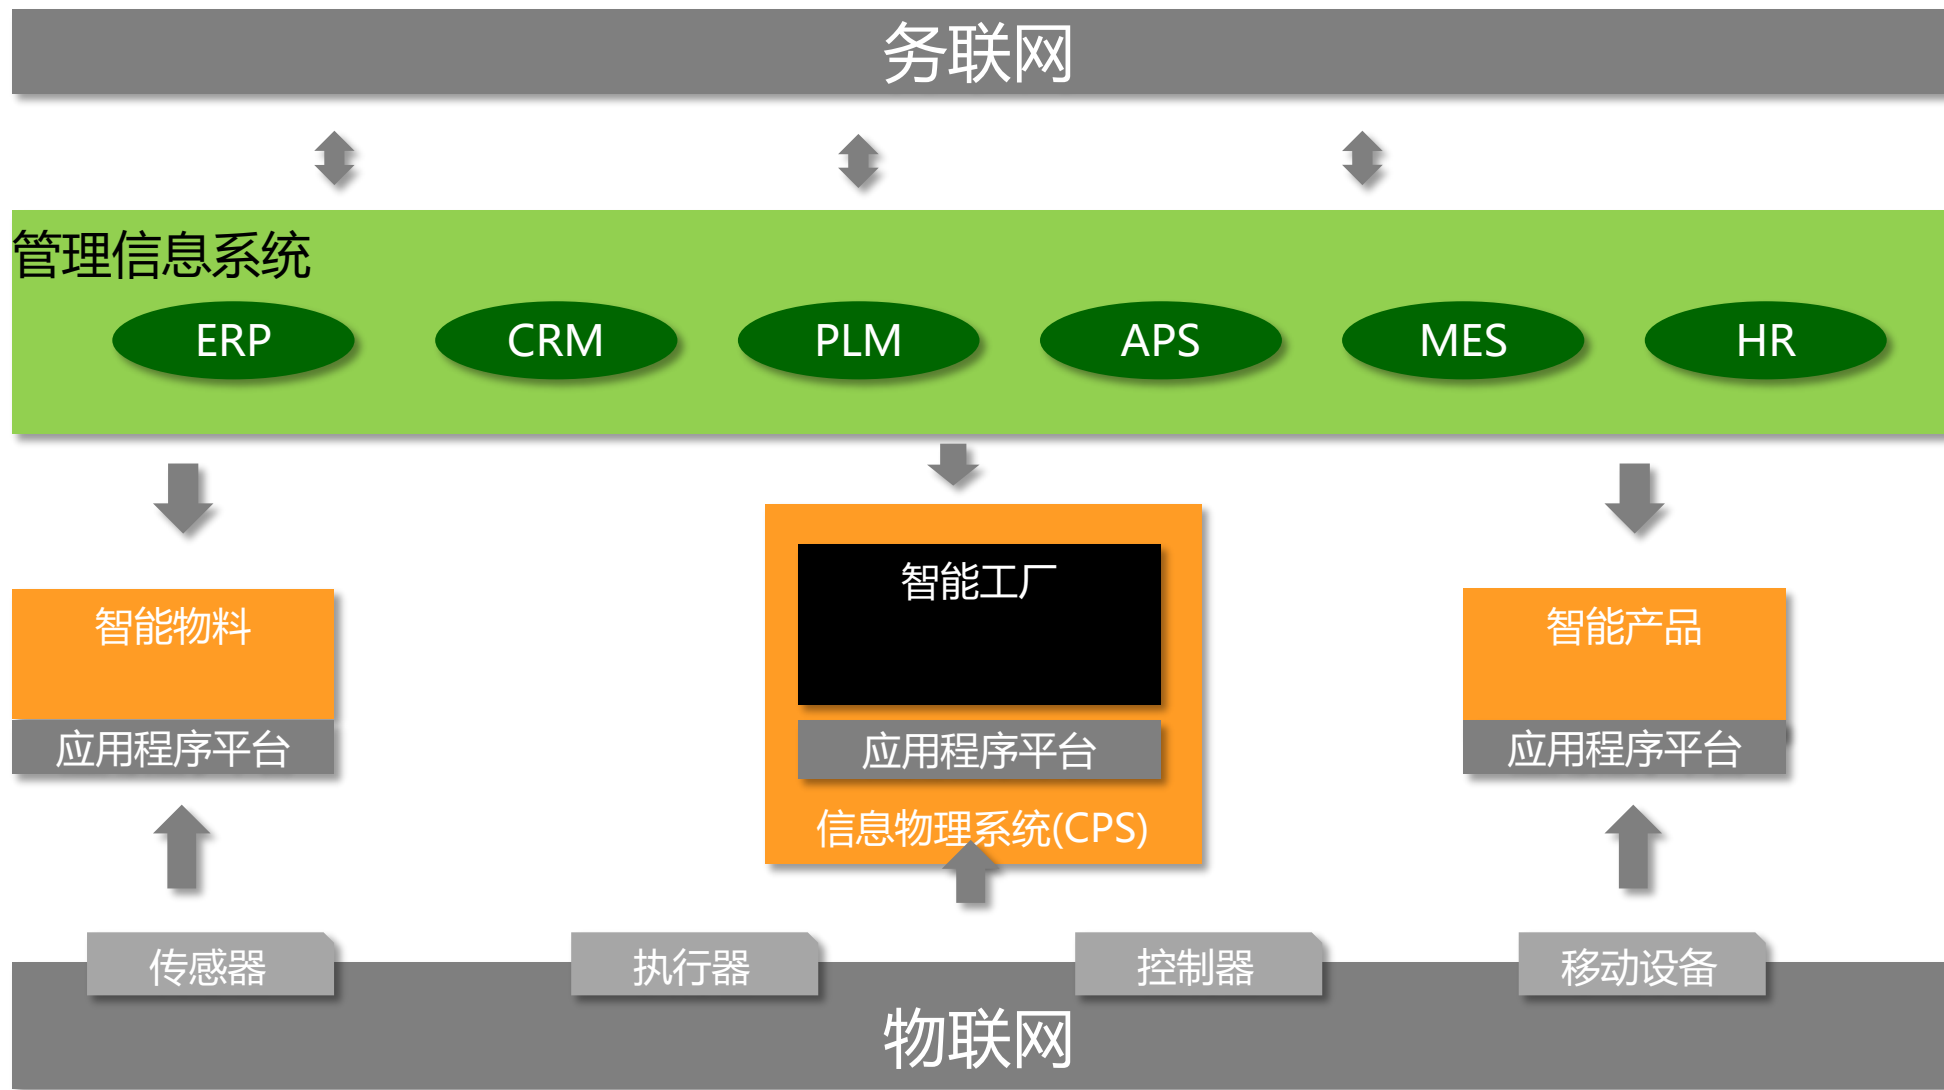 务联网
管理信息系统
ERP
CRM
PLM
APS
MES
HR
智能物料
应用程序平台
智能工厂
应用程序平台
信息物理系统(CPS)
智能产品
应用程序平台
传感器
执行器
控制器
移动设备
物联网